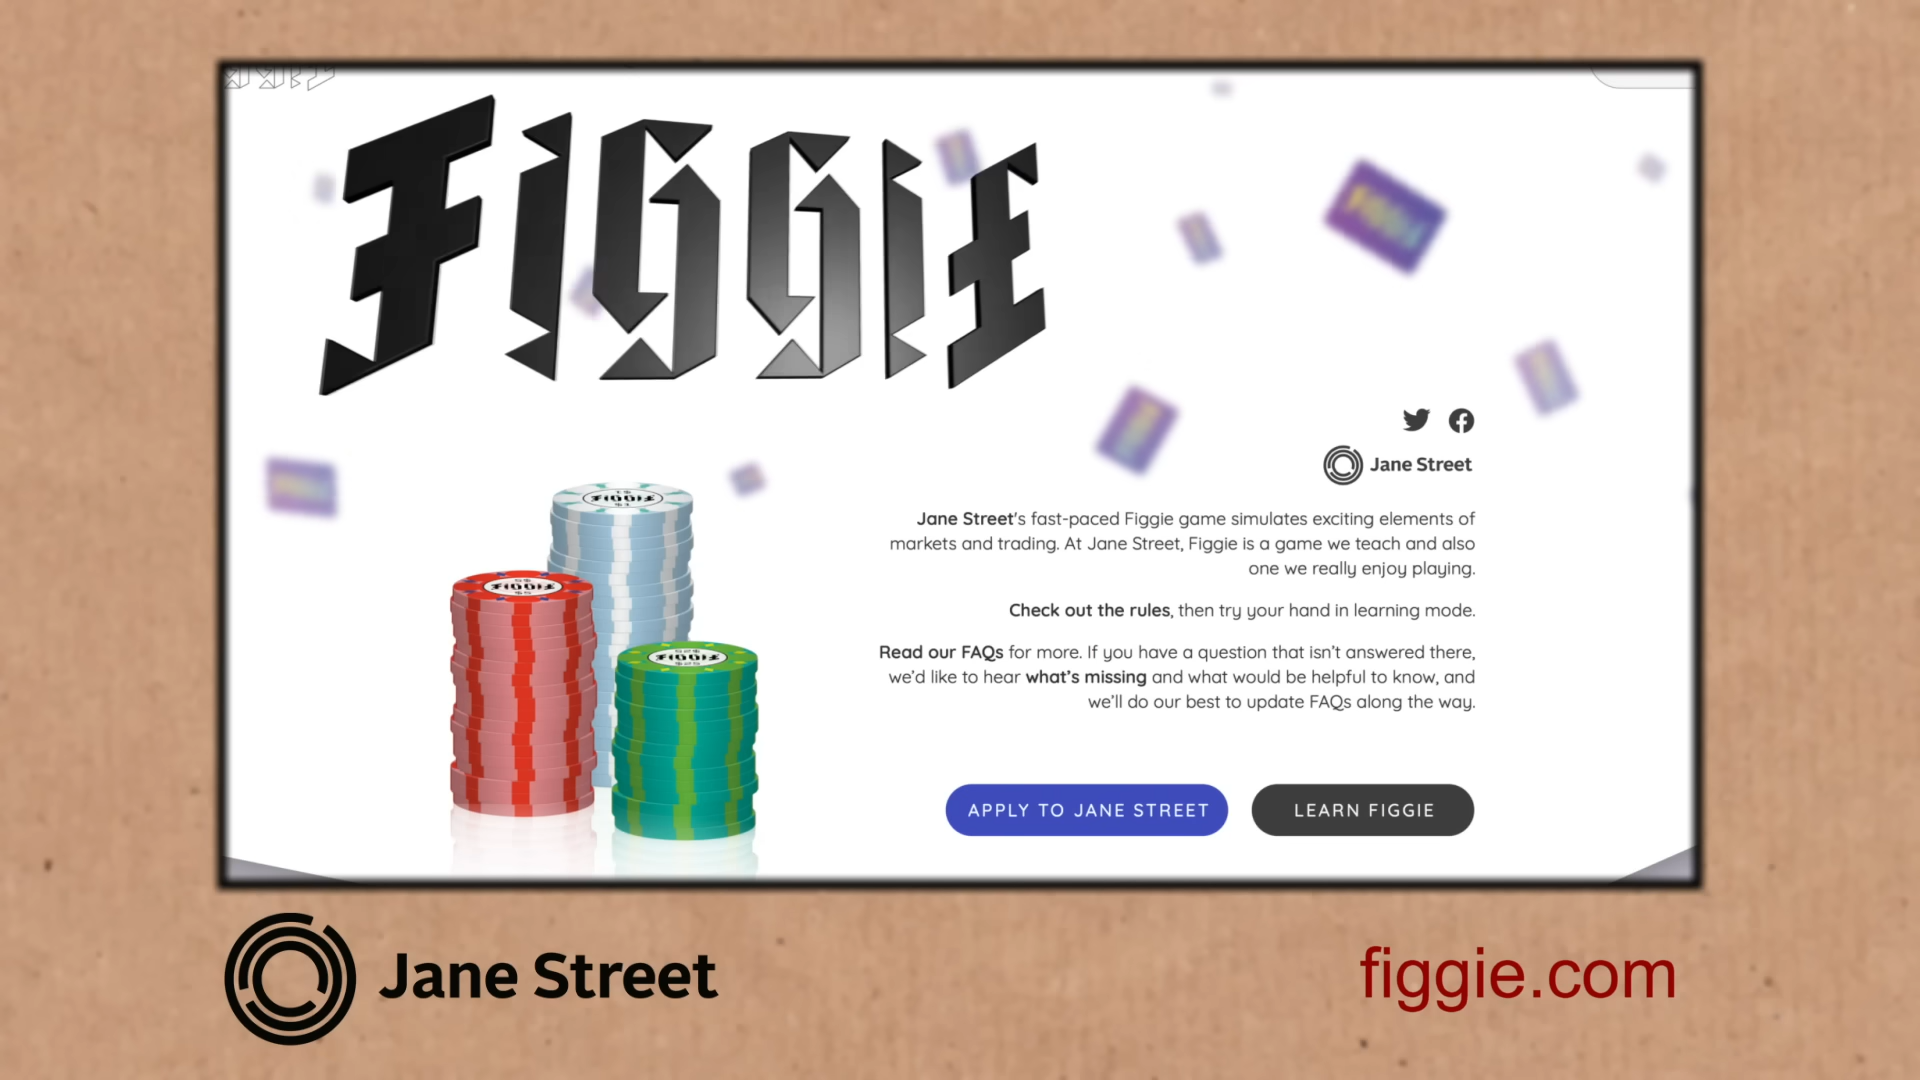 FIGGIE
Jane Street
Jane Street's fast-paced Figgie game simulates exciting elements of
markets and trading. At Jane Street, Figgie is a game we teach and also
one we really enjoy playing.
Check out the rules, then try your hand in learning mode.
Read our FAQs for more. If you have a question that isn't answered there,
we'd like to hear what's missing and what would be helpful to know, and
we'll do our best to update FAQs along the way.
FIGGIE
FIGGIE
FIGGIE
APPLY TO JANE STREET
LEARN FIGGIE
Jane Street
figgie.com